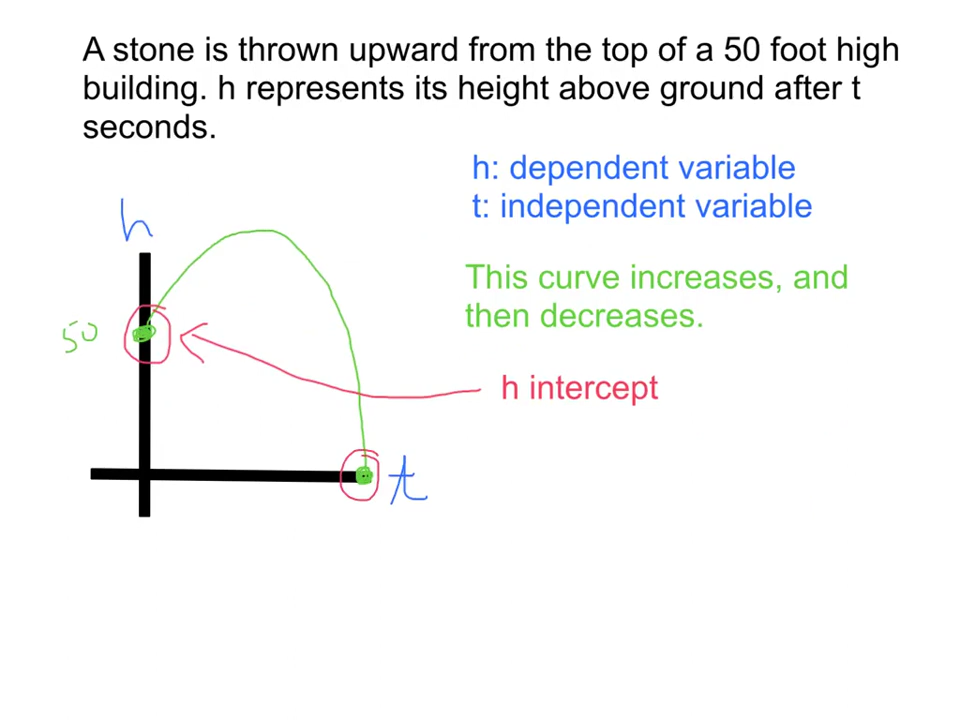 A stone is thrown upward from the top of a 50 foot high
building. h represents its height above ground after t
seconds.
h: dependent variable
t: independent variable
h
This curve increases, and
then decreases.
50
h intercept
t